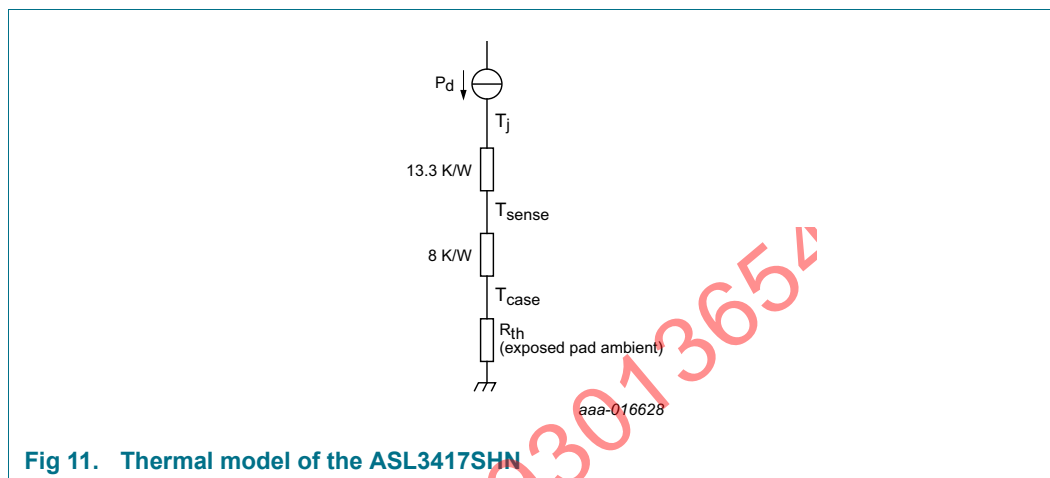 Pd
Tj
13.3 K/W
Tsense
8 K/W
Tcase
Rth
(exposed pad ambient)
aaa-016628
Fig 11. Thermal model of the ASL3417SHN